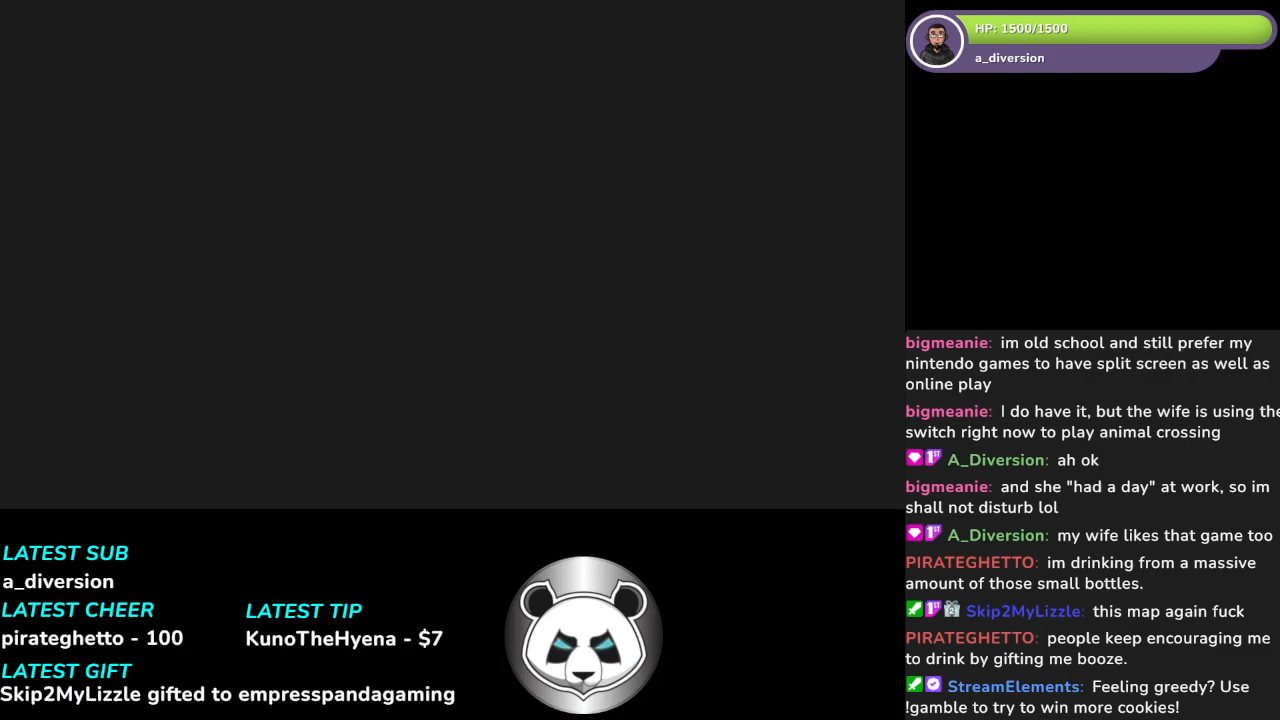 HP: 1500/1500
a_diversion
bigmeanie: im old school and still prefer my
nintendo games to have split screen as well as
online play
bigmeanie: I do have it, but the wife is using the
switch right now to play animal crossing
1ST A_Diversion: ah ok
bigmeanie: and she "had a day" at work, so im
shall not disturb lol
1ST A_Diversion: my wife likes that game too
PIRATEGHETTO: im drinking from a massive
amount of those small bottles.
1ST 2 Skip2MyLizzle: this map again fuck
PIRATEGHETTO: people keep encouraging me
to drink by gifting me booze.
StreamElements: Feeling greedy? Use
!gamble to try to win more cookies!
LATEST SUB
a_diversion
LATEST CHEER
pirateghetto - 100
LATEST TIP
KunoTheHyena - $7
LATEST GIFT
Skip2MyLizzle gifted to empresspandagaming